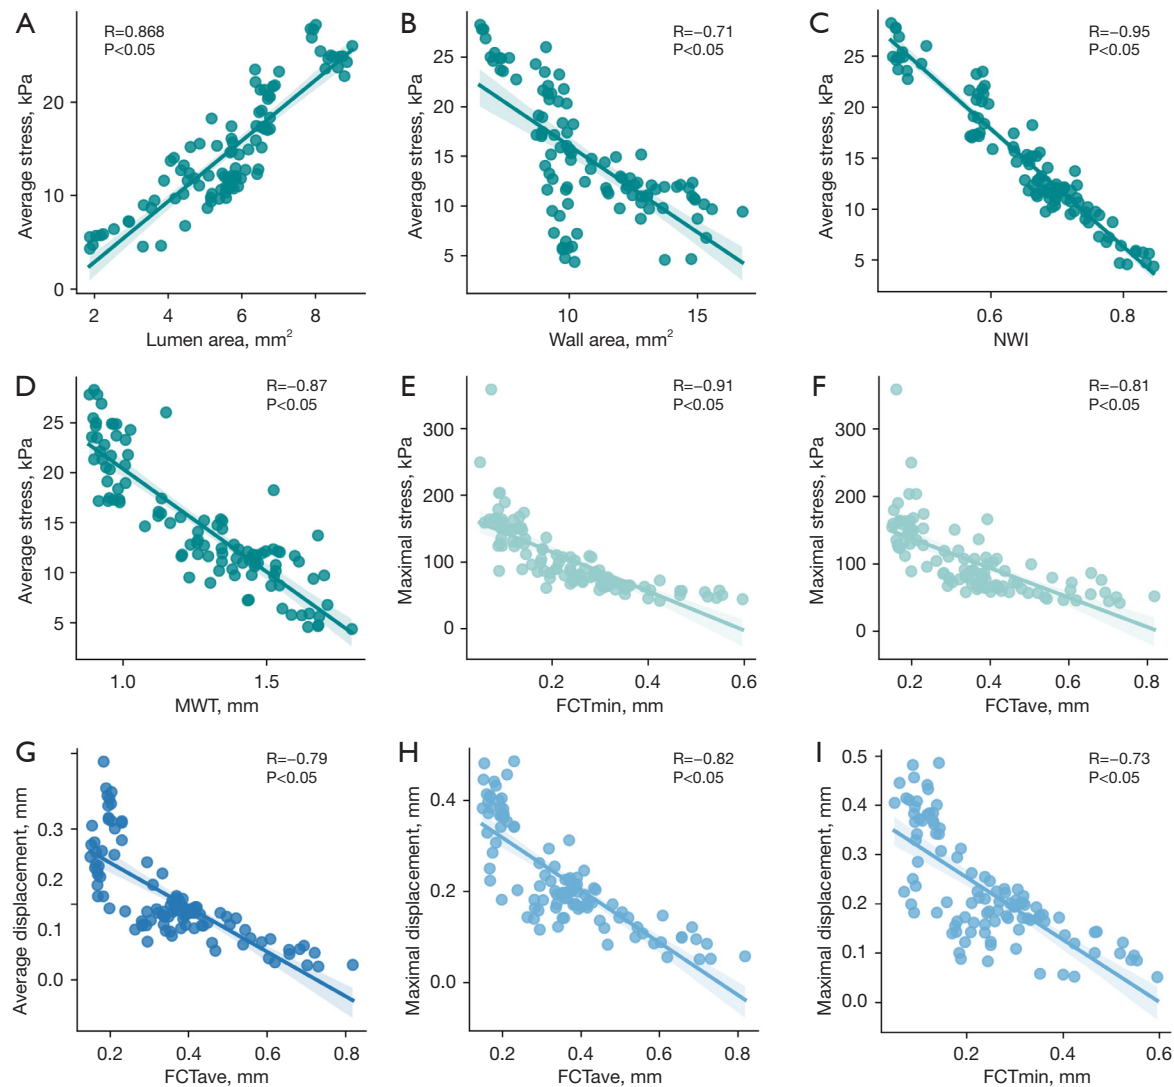 A
R=0.868
P<0.05
Average stress, kPa
20
10
0
2 4 6 8
Lumen area, mm²
B
R=−0.71
P<0.05
Average stress, kPa
25
20
15
10
5
10 15
Wall area, mm²
C
R=−0.95
P<0.05
Average stress, kPa
25
20
15
10
5
0.6 0.8
NWI
D
R=−0.87
P<0.05
Average stress, kPa
25
20
15
10
5
1.0 1.5
MWT, mm
E
R=−0.91
P<0.05
Maximal stress, kPa
300
200
100
0
0.2 0.4 0.6
FCTmin, mm
F
R=−0.81
P<0.05
Maximal stress, kPa
300
200
100
0
0.2 0.4 0.6 0.8
FCTave, mm
G
R=−0.79
P<0.05
Average displacement, mm
0.3
0.2
0.1
0.0
0.2 0.4 0.6 0.8
FCTave, mm
H
R=−0.82
P<0.05
Maximal displacement, mm
0.4
0.2
0.0
0.2 0.4 0.6 0.8
FCTave, mm
I
R=−0.73
P<0.05
Maximal displacement, mm
0.5
0.4
0.3
0.2
0.1
0.0
0.2 0.4 0.6
FCTmin, mm